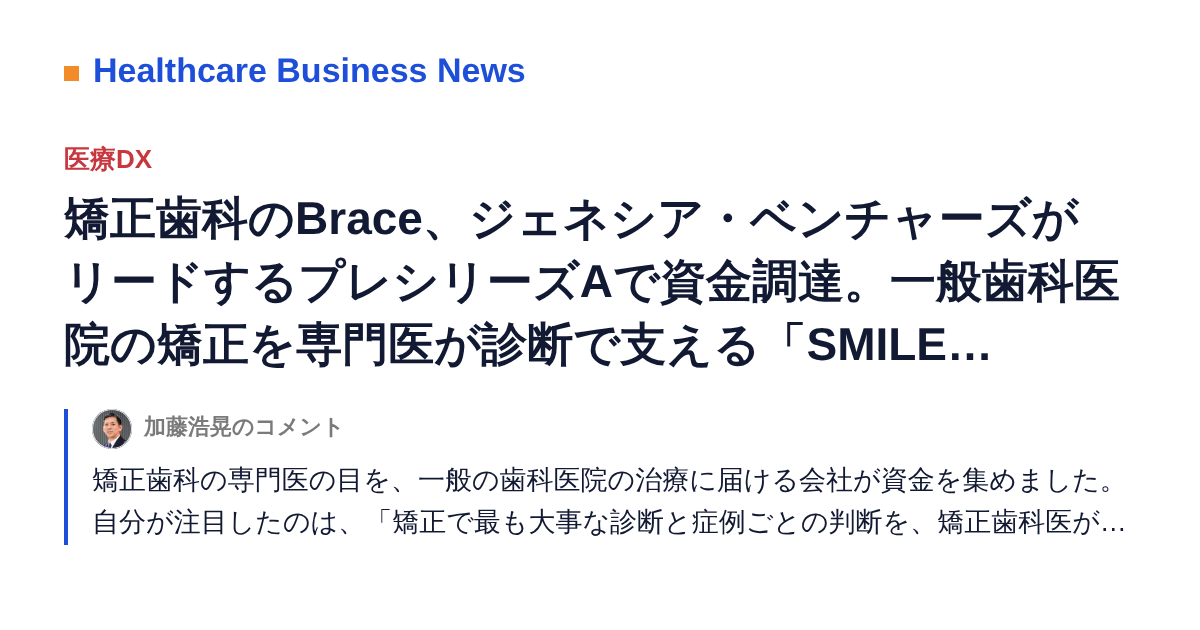 Healthcare Business News
医療DX
矯正歯科のBrace、ジェネシア・ベンチャーズが
リードするプレシリーズAで資金調達。一般歯科医
院の矯正を専門医が診断で支える「SMILE…
加藤浩晃のコメント
矯正歯科の専門医の目を、一般の歯科医院の治療に届ける会社が資金を集めました。
自分が注目したのは、「矯正で最も大事な診断と症例ごとの判断を、矯正歯科医が…